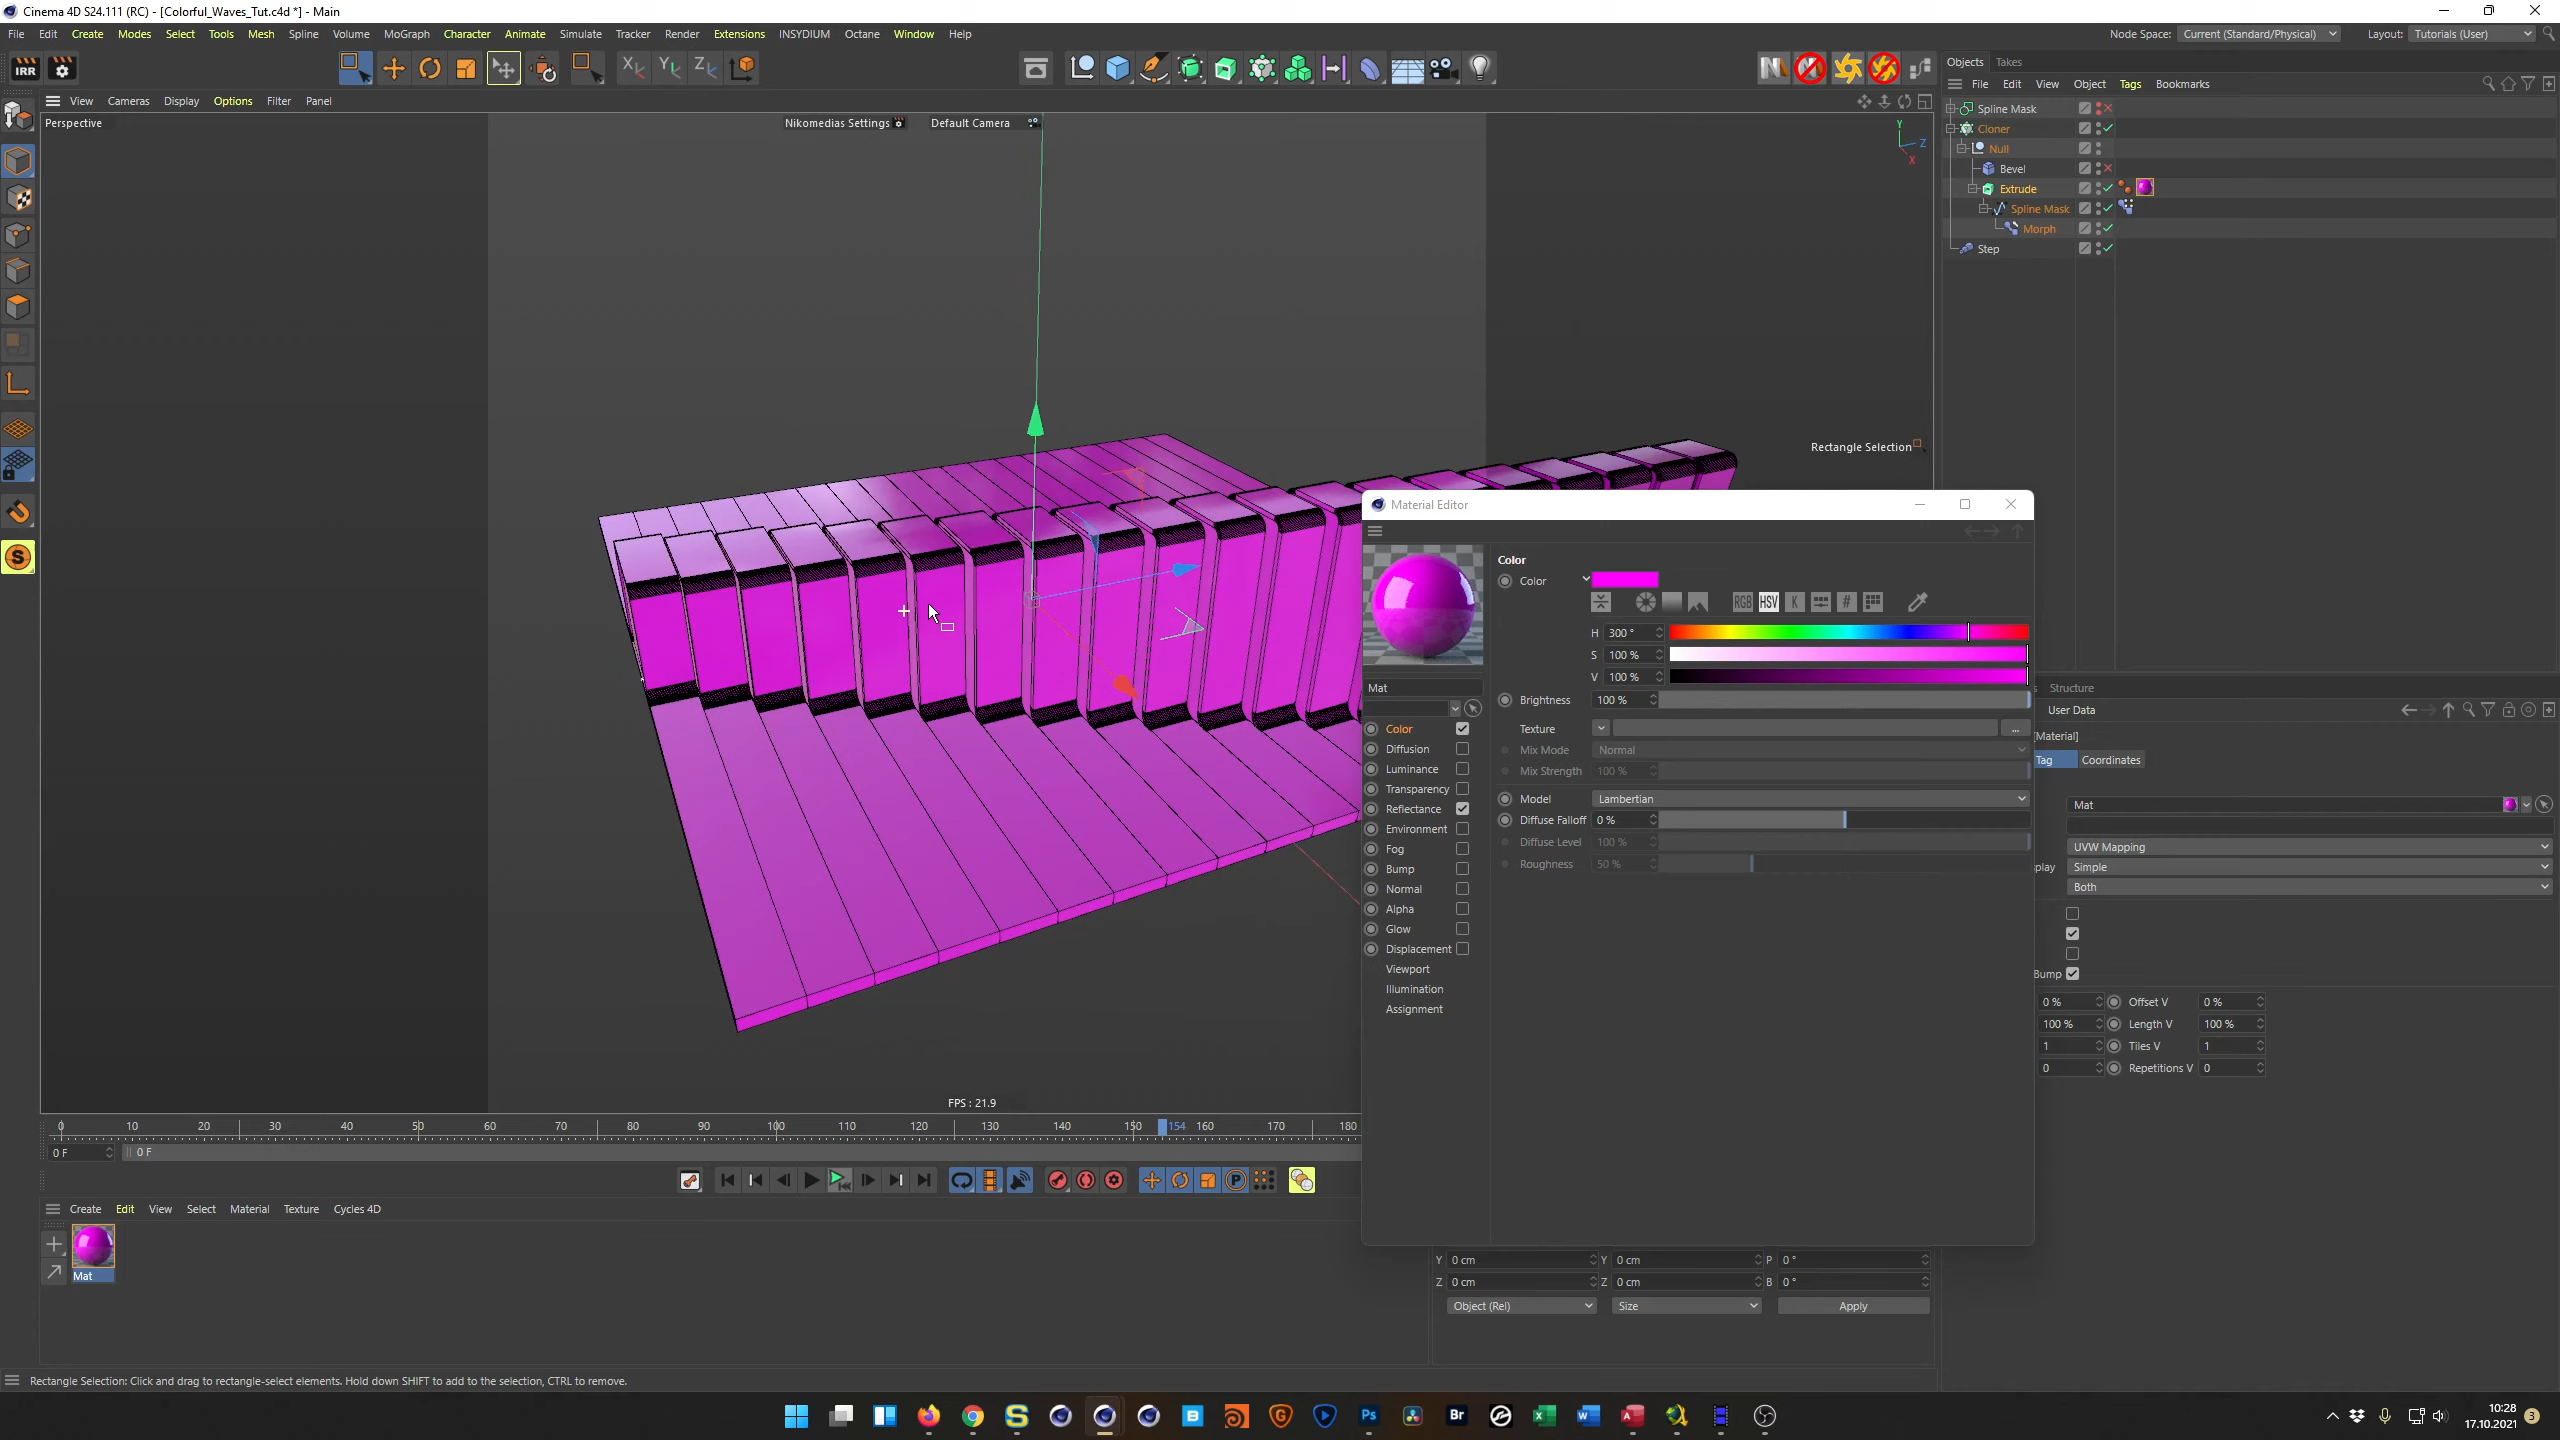 Cinema 4D S24.111 (RC) - [Colorful_Waves_Tut.c4d *] - Main
File Edit Create Modes Select Tools Mesh Spline Volume MoGraph Character Animate Simulate Tracker Render Extensions INSYDIUM Octane Window Help
Node Space: Current (Standard/Physical) Layout: Tutorials (User)
IRR
Objects Takes
View Cameras Display Options Filter Panel
File Edit View Object Tags Bookmarks
Perspective
Nikomedias Settings
Default Camera
Y
Z
X
Spline Mask
Cloner
Null
Bevel
Extrude
Spline Mask
Morph
Step
Rectangle Selection
Material Editor
Color
Color
RGB HSV K #
H 300 °
S 100 %
V 100 %
Brightness 100 %
Texture ...
Mix Mode Normal
Mix Strength 100 %
Model Lambertian
Diffuse Falloff 0 %
Diffuse Level 100 %
Roughness 50 %
Mat
Color
Diffusion
Luminance
Transparency
Reflectance
Environment
Fog
Bump
Normal
Alpha
Glow
Displacement
Viewport
Illumination
Assignment
Structure
User Data
[Material]
Tag Coordinates
Mat
UVW Mapping
play Simple
Both
Bump
0 % Offset V 0 %
100 % Length V 100 %
1 Tiles V 1
0 Repetitions V 0
FPS : 21.9
0 10 20 30 40 50 60 70 80 90 100 110 120 130 140 150 154 160 170 180
0 F 0 F
Create Edit View Select Material Texture Cycles 4D
Mat
Y 0 cm Y 0 cm P 0 °
Z 0 cm Z 0 cm B 0 °
Object (Rel) Size Apply
Rectangle Selection: Click and drag to rectangle-select elements. Hold down SHIFT to add to the selection, CTRL to remove.
10:28
17.10.2021
3